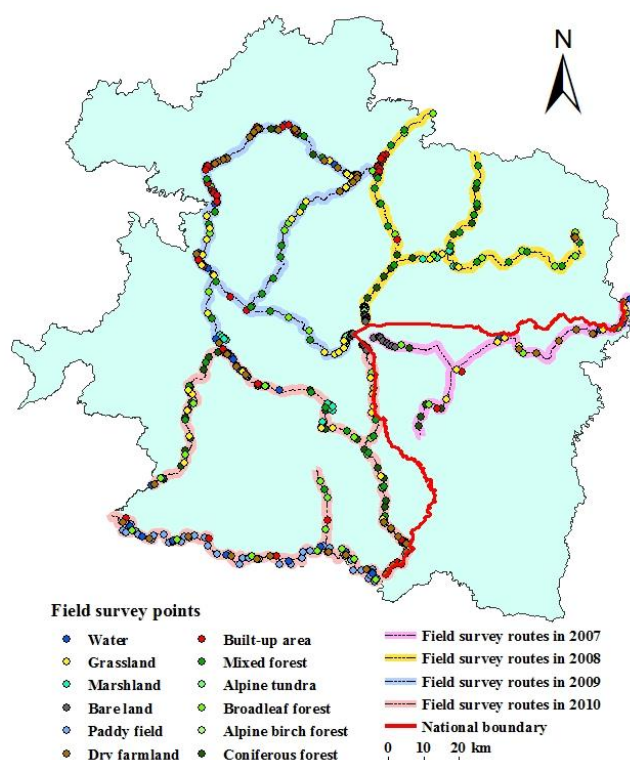 N
Field survey points
Water
Grassland
Marshland
Bare land
Paddy field
Dry farmland
Built-up area
Mixed forest
Alpine tundra
Broadleaf forest
Alpine birch forest
Coniferous forest
Field survey routes in 2007
Field survey routes in 2008
Field survey routes in 2009
Field survey routes in 2010
National boundary
0 10 20 km